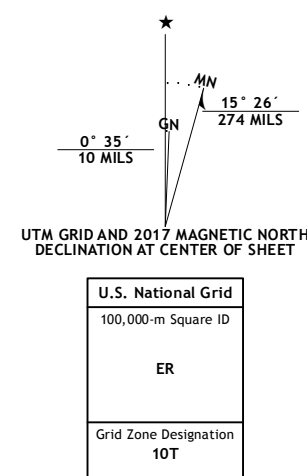 ★
MN
GN
15° 26´
274 MILS
0° 35´
10 MILS
UTM GRID AND 2017 MAGNETIC NORTH
DECLINATION AT CENTER OF SHEET
U.S. National Grid
100,000-m Square ID
ER
Grid Zone Designation
10T